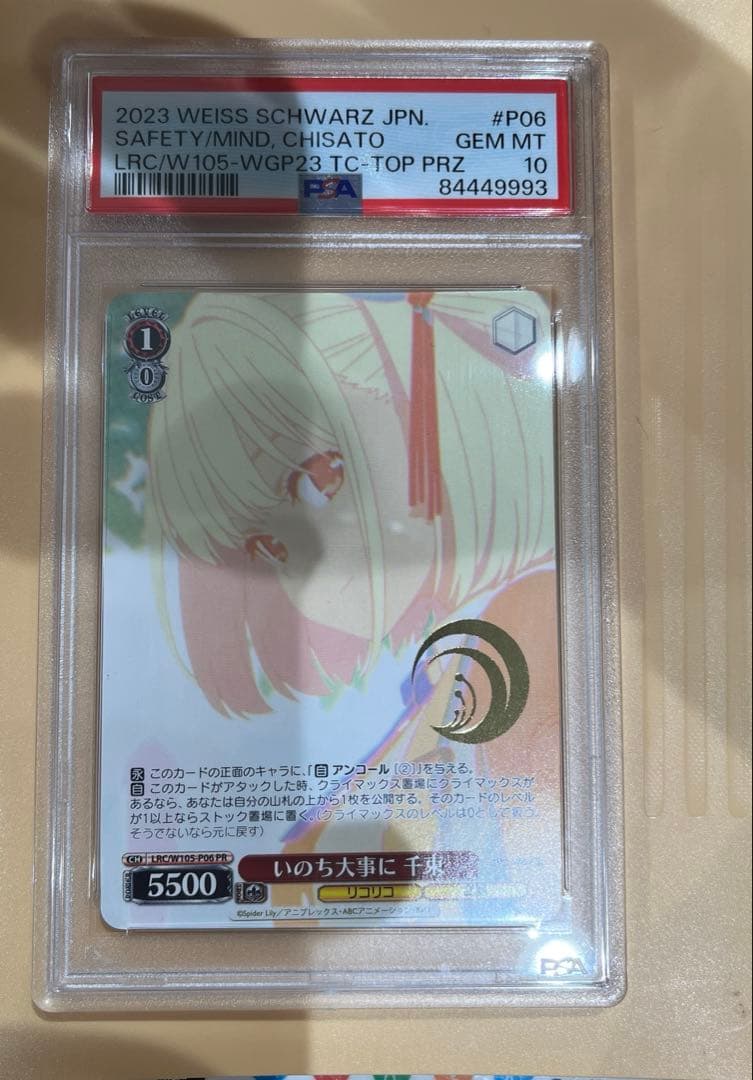 2023 WEISS SCHWARZ JPN. #P06
SAFETY/MIND, CHISATO GEM MT
LRC/W105-WGP23 TC-TOP PRZ 10
PSA 84449993
LEVEL
1
0
COST
永 このカードの正面のキャラに、「自 アンコール [②]」を与える。
自 このカードがアタックした時、クライマックス置場にクライマックスが
あるなら、あなたは自分の山札の上から1枚を公開する。そのカードのレベル
が1以上ならストック置場に置く。(クライマックスのレベルは0として扱う。
そうでないなら元に戻す)
CH LRC/W105-P06 PR
いのち大事に 千束
5500
リコリコ
©Spider Lily/アニプレックス・ABCアニメーション
PSA